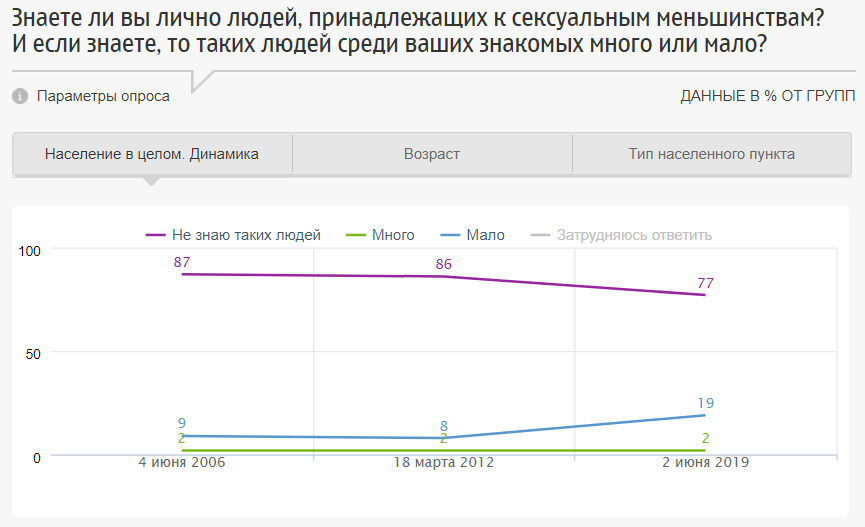 Знаете ли вы лично людей, принадлежащих к сексуальным меньшинствам?
И если знаете, то таких людей среди ваших знакомых много или мало?
Параметры опроса
ДАННЫЕ В % ОТ ГРУПП
Население в целом. Динамика
Возраст
Тип населенного пункта
Не знаю таких людей
Много
Мало
Затрудняюсь ответить
100
87
86
77
50
9
8
19
2
2
2
0
4 июня 2006
18 марта 2012
2 июня 2019